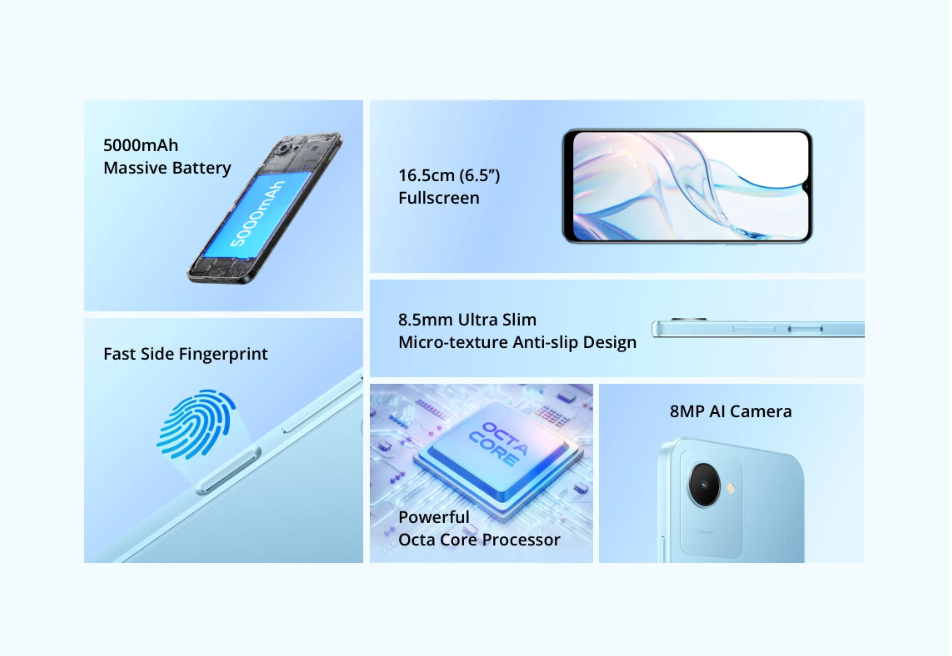 5000mAh
Massive Battery
5000mAh
16.5cm (6.5”)
Fullscreen
8.5mm Ultra Slim
Micro-texture Anti-slip Design
Fast Side Fingerprint
OCTA
CORE
Powerful
Octa Core Processor
8MP AI Camera